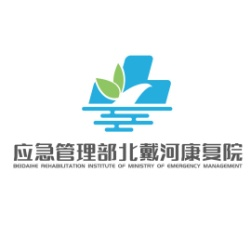 应急管理部北戴河康复院
BEIDAIHE REHABILITATION INSTITUTE OF MINISTRY OF EMERGENCY MANAGEMENT